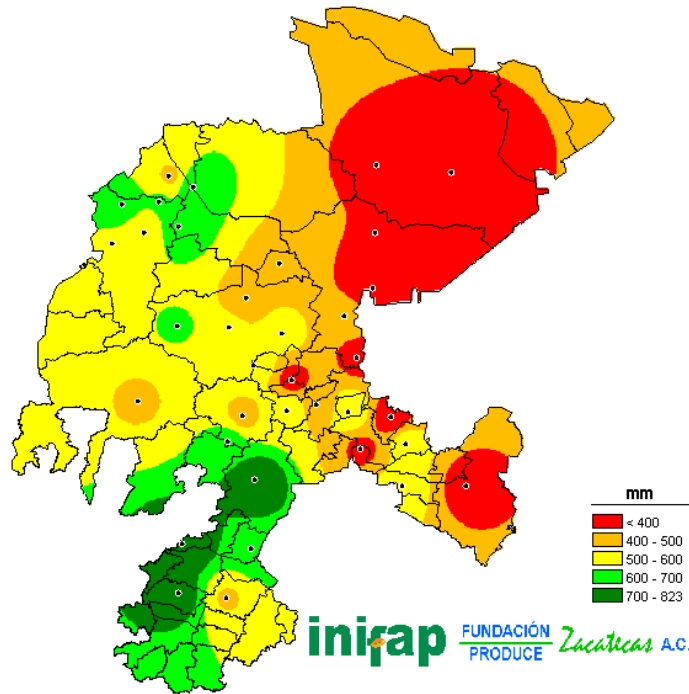 mm
< 400
400 - 500
500 - 600
600 - 700
700 - 823
inifap
FUNDACIÓN
PRODUCE
Zacatecas A.C.